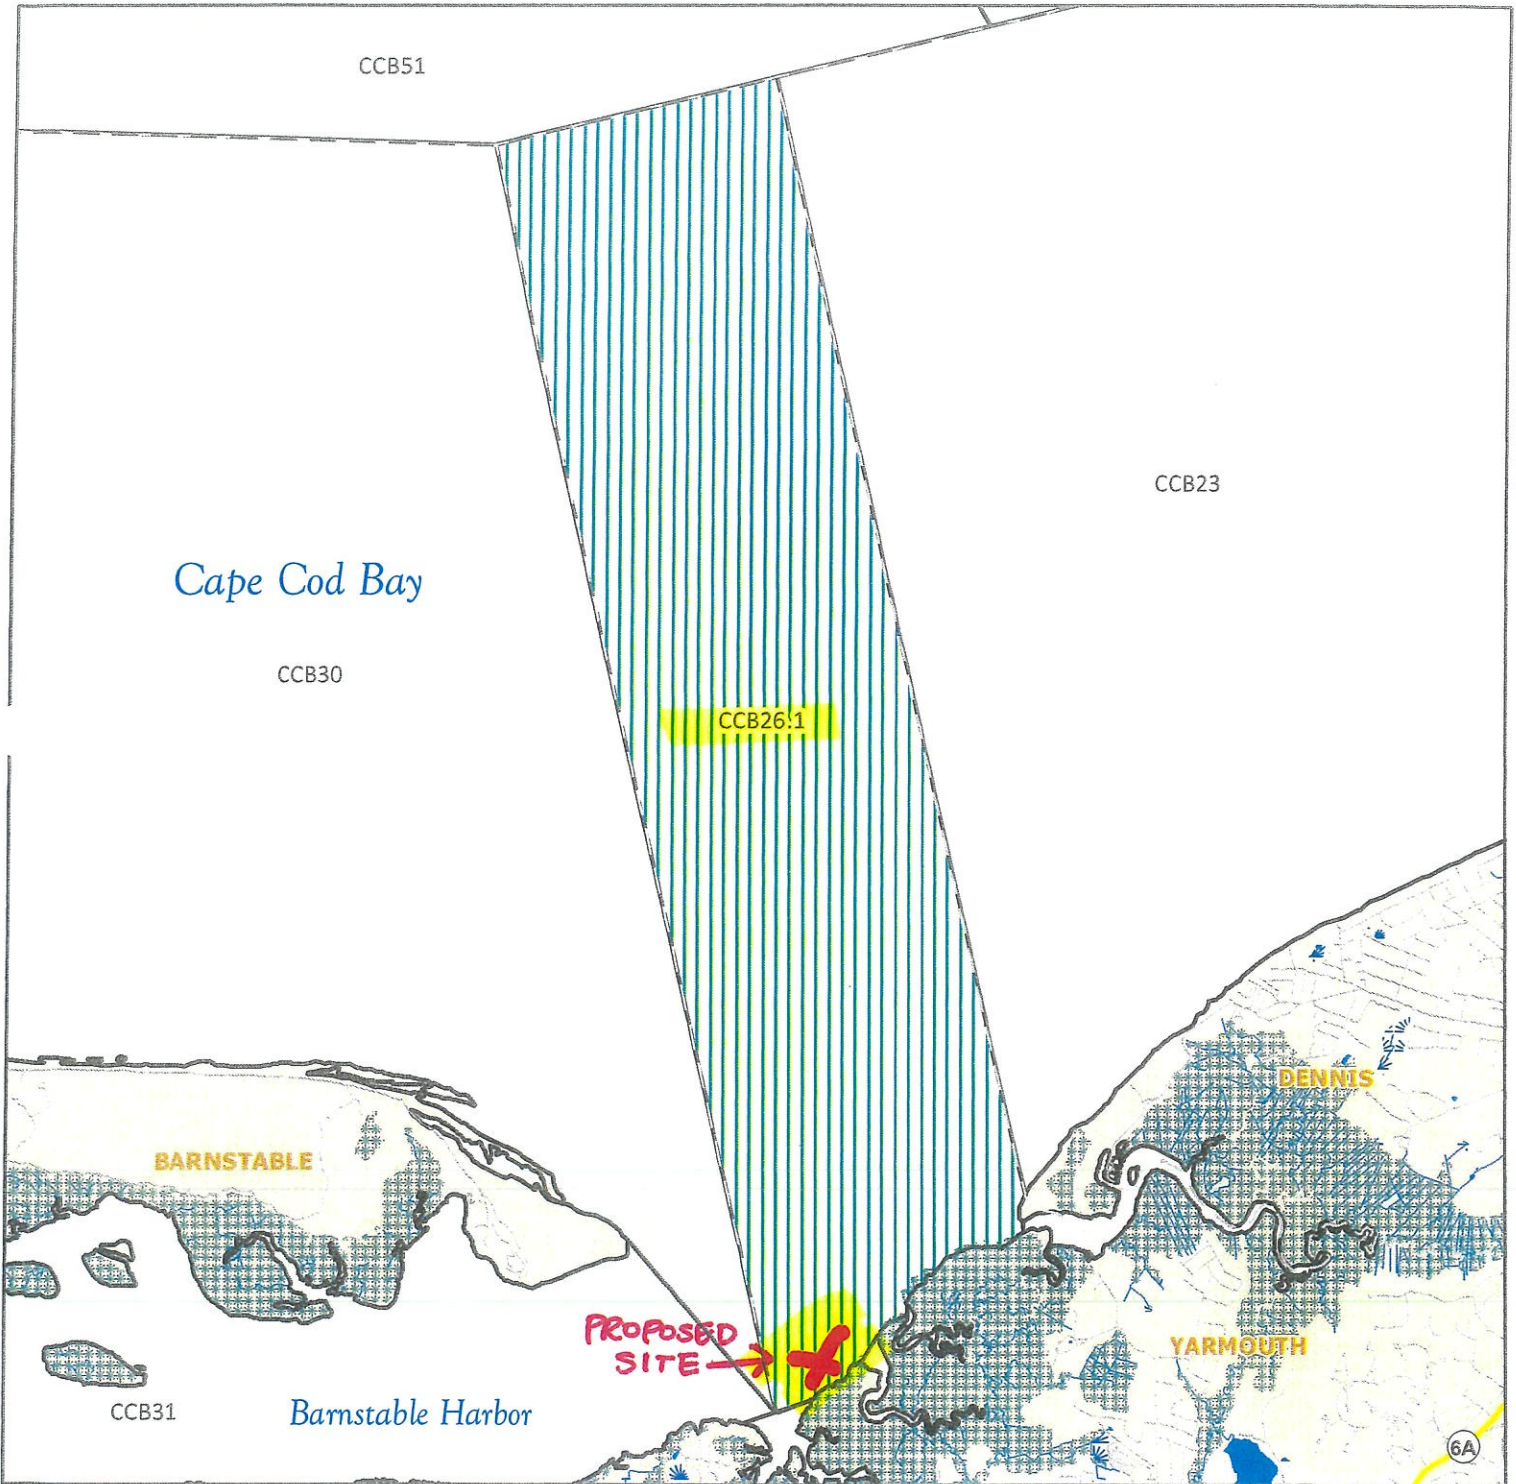 CCB51
CCB23
Cape Cod Bay
CCB30
CCB26.1
DENNIS
BARNSTABLE
PROPOSED
SITE
YARMOUTH
CCB31
Barnstable Harbor
6A